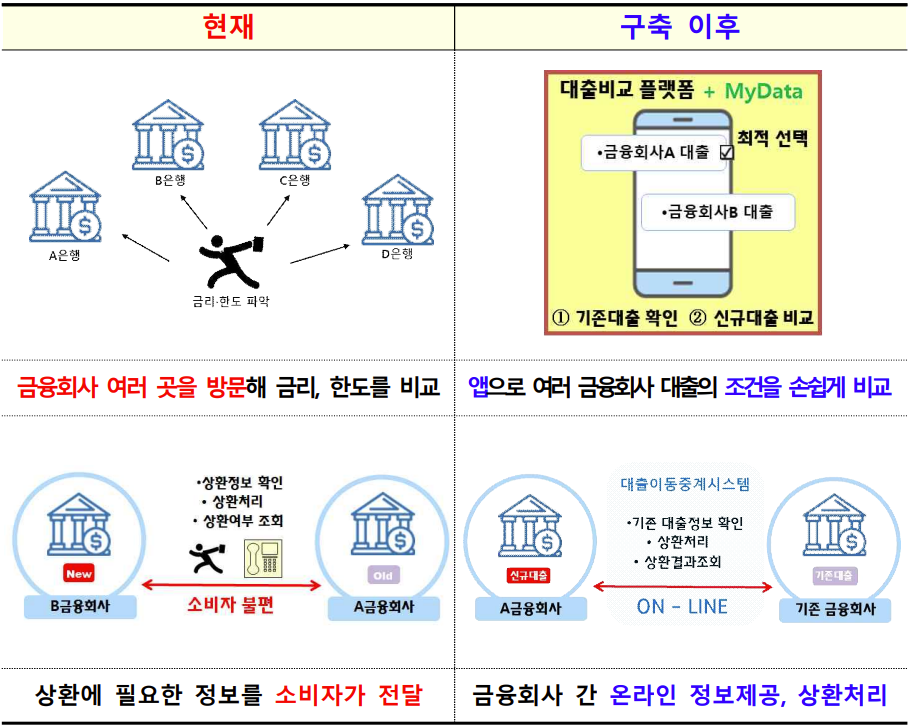 현재
구축 이후
B은행
C은행
A은행
D은행
금리·한도 파악
대출비교 플랫폼 + MyData
최적 선택
•금융회사A 대출
•금융회사B 대출
① 기존대출 확인 ② 신규대출 비교
금융회사 여러 곳을 방문해 금리, 한도를 비교
앱으로 여러 금융회사 대출의 조건을 손쉽게 비교
•상환정보 확인
• 상환처리
• 상환여부 조회
New
Old
B금융회사
소비자 불편
A금융회사
대출이동중계시스템
•기존 대출정보 확인
• 상환처리
• 상환결과조회
신규대출
기존대출
A금융회사
ON – LINE
기존 금융회사
상환에 필요한 정보를 소비자가 전달
금융회사 간 온라인 정보제공, 상환처리